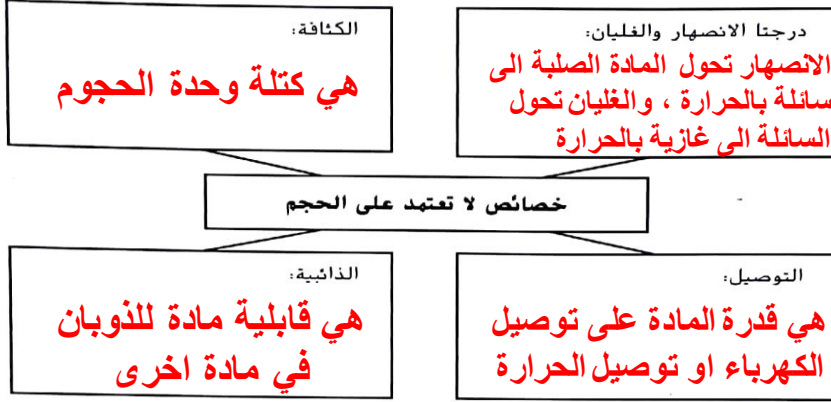 درجتا الانصهار والغليان:
الانصهار تحول المادة الصلبة الى
سائلة بالحرارة ، والغليان تحول
السائلة الى غازية بالحرارة
الكثافة:
هي كتلة وحدة الحجوم
خصائص لا تعتمد على الحجم
التوصيل:
هي قدرة المادة على توصيل
الكهرباء او توصيل الحرارة
الذائبية:
هي قابلية مادة للذوبان
في مادة اخرى